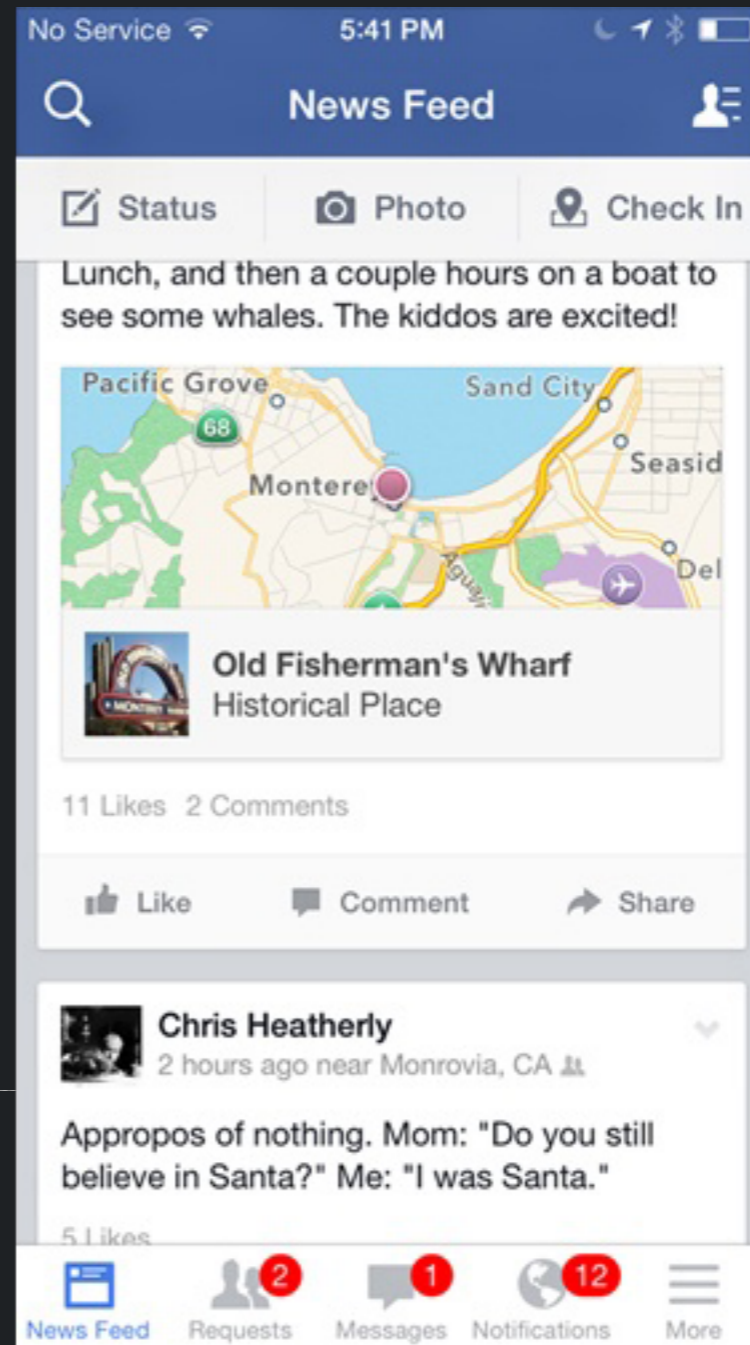 No Service 5:41 PM
News Feed
Status Photo Check In
Lunch, and then a couple hours on a boat to
see some whales. The kiddos are excited!
Pacific Grove Sand City
68
Seasid
Montere
Del
Aguaji
MONTEREY
Old Fisherman's Wharf
Historical Place
11 Likes 2 Comments
Like Comment Share
Chris Heatherly
2 hours ago near Monrovia, CA
Appropos of nothing. Mom: "Do you still
believe in Santa?" Me: "I was Santa."
5 Likes
2 1 12
News Feed Requests Messages Notifications More